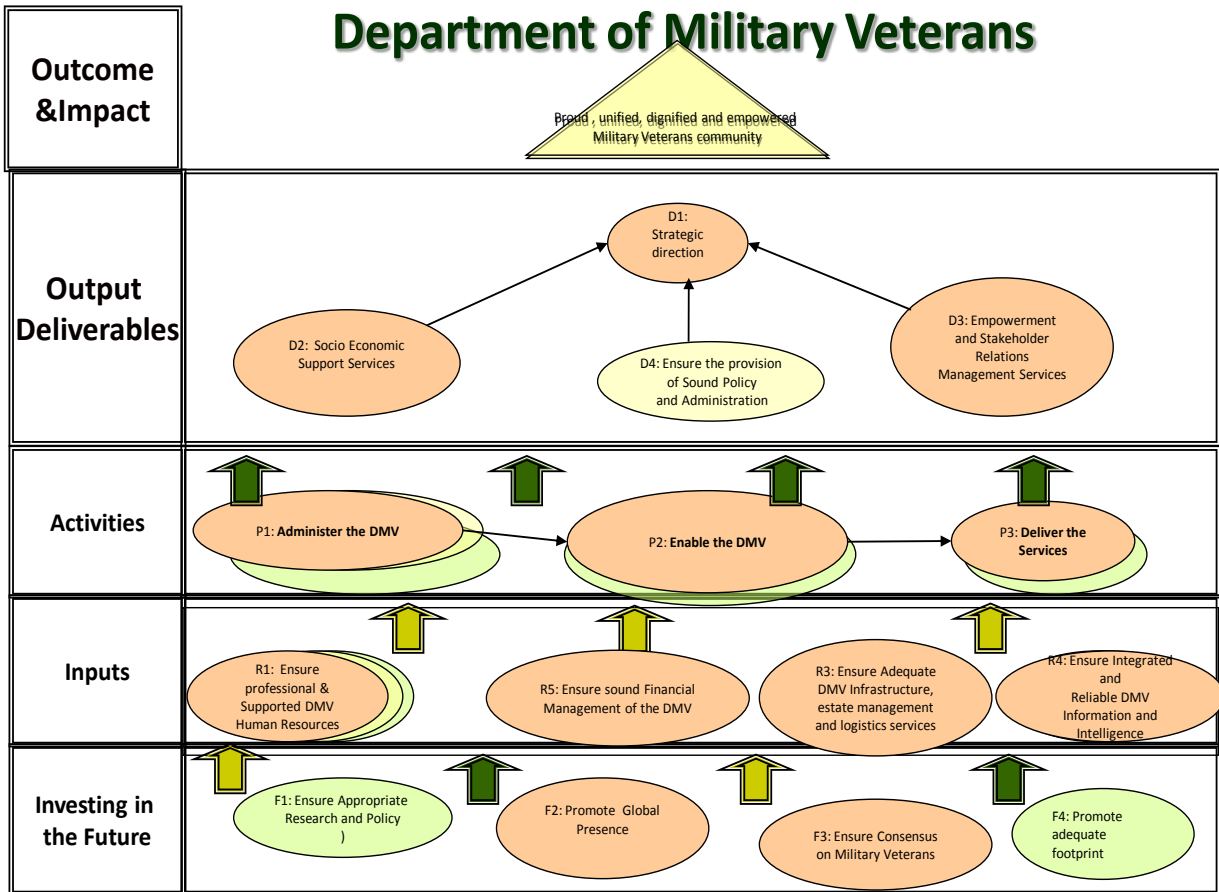 Department of Military Veterans
Outcome
&Impact
Proud , unified, dignified and empowered
Military Veterans community
Output
Deliverables
D1:
Strategic
direction
D2: Socio Economic
Support Services
D4: Ensure the provision
of Sound Policy
and Administration
D3: Empowerment
and Stakeholder
Relations
Management Services
Activities
P1: Administer the DMV
P2: Enable the DMV
P3: Deliver the
Services
Inputs
R1: Ensure
professional &
Supported DMV
Human Resources
R5: Ensure sound Financial
Management of the DMV
R3: Ensure Adequate
DMV Infrastructure,
estate management
and logistics services
R4: Ensure Integrated
and
Reliable DMV
Information and
Intelligence
Investing in
the Future
F1: Ensure Appropriate
Research and Policy
)
F2: Promote Global
Presence
F3: Ensure Consensus
on Military Veterans
F4: Promote
adequate
footprint